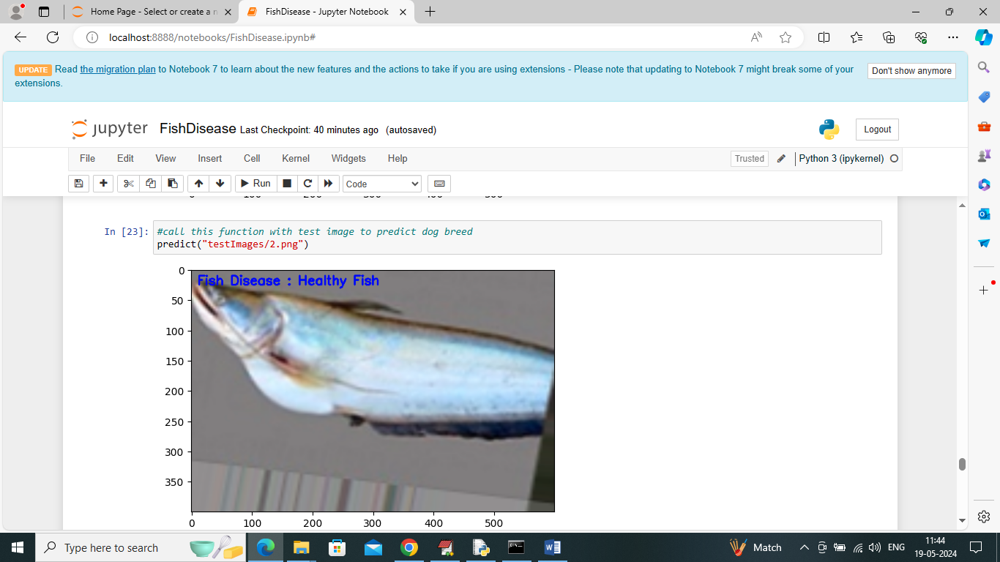 Home Page - Select or create a n
FishDisease - Jupyter Notebook
localhost:8888/notebooks/FishDisease.ipynb#
UPDATE Read the migration plan to Notebook 7 to learn about the new features and the actions to take if you are using extensions - Please note that updating to Notebook 7 might break some of your
extensions.
Don't show anymore
jupyter FishDisease Last Checkpoint: 40 minutes ago (autosaved)
Logout
File Edit View Insert Cell Kernel Widgets Help
Trusted
Python 3 (ipykernel)
Run
Code
0 100 200 300 400 500
In [23]: #call this function with test image to predict dog breed
predict("testImages/2.png")
Fish Disease : Healthy Fish
0
50
100
150
200
250
300
350
0 100 200 300 400 500
Type here to search
Match
ENG
11:44
19-05-2024